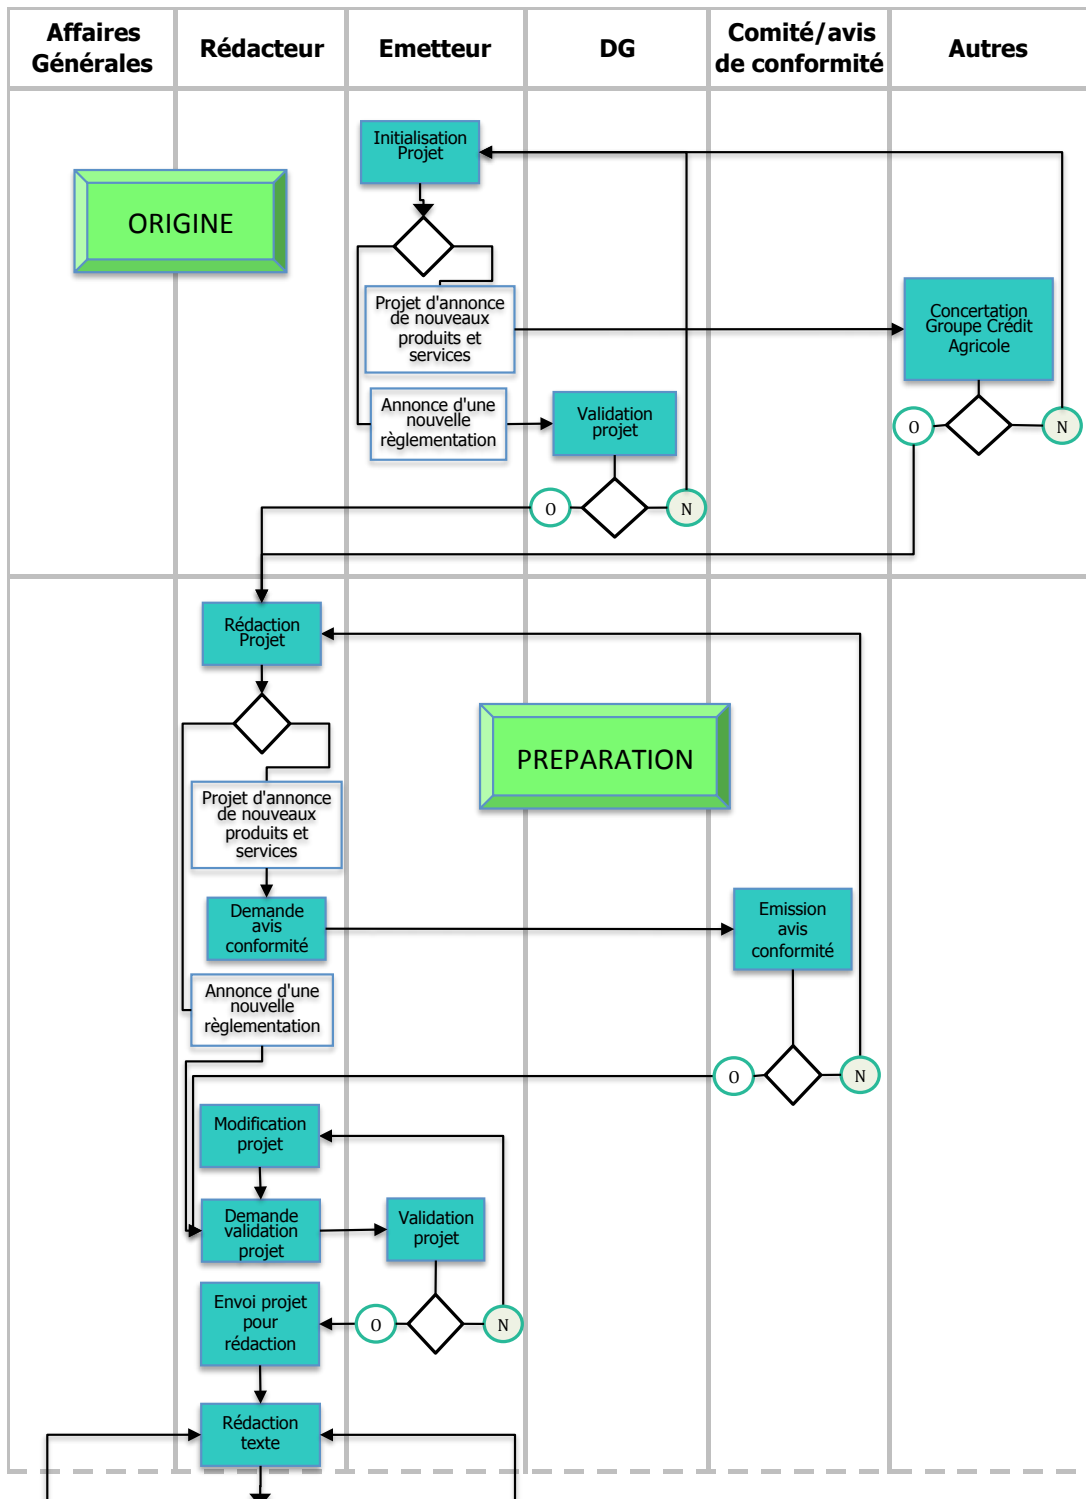 Affaires
Générales
Rédacteur
Emetteur
DG
Comité/avis
de conformité
Autres
Initialisation
Projet
ORIGINE
Projet d'annonce
de nouveaux
produits et
services
Concertation
Groupe Crédit
Agricole
Annonce d'une
nouvelle
règlementation
Validation
projet
O
N
O
N
Rédaction
Projet
PREPARATION
Projet d'annonce
de nouveaux
produits et
services
Demande
avis
conformité
Emission
avis
conformité
Annonce d'une
nouvelle
règlementation
O
N
Modification
projet
Demande
validation
projet
Validation
projet
Envoi projet
pour
rédaction
O
N
Rédaction
texte